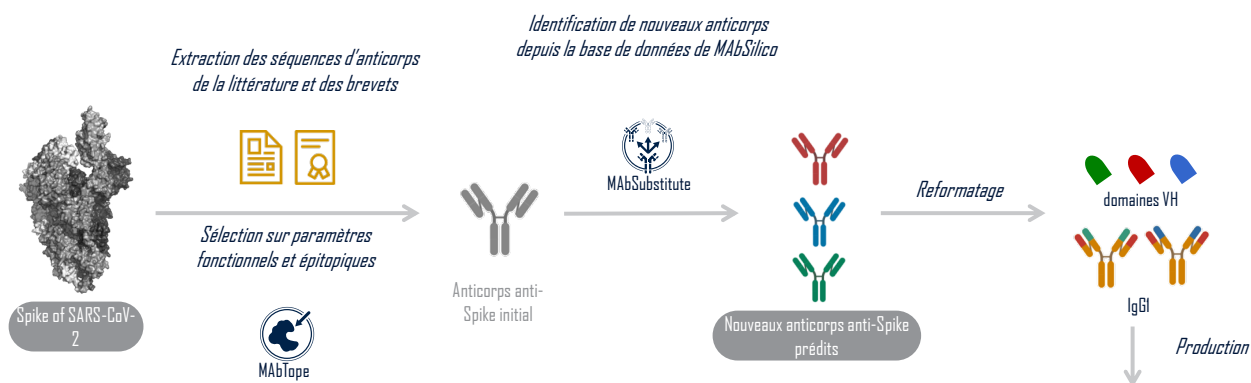 Identification de nouveaux anticorps
depuis la base de données de MAbSilico
Extraction des séquences d'anticorps
de la littérature et des brevets
MAbSubstitute
Reformatage
domaines VH
Sélection sur paramètres
fonctionnels et épitopiques
Anticorps anti-
Spike initial
IgG1
Spike of SARS-CoV-
2
Nouveaux anticorps anti-Spike
prédits
MAbTope
Production